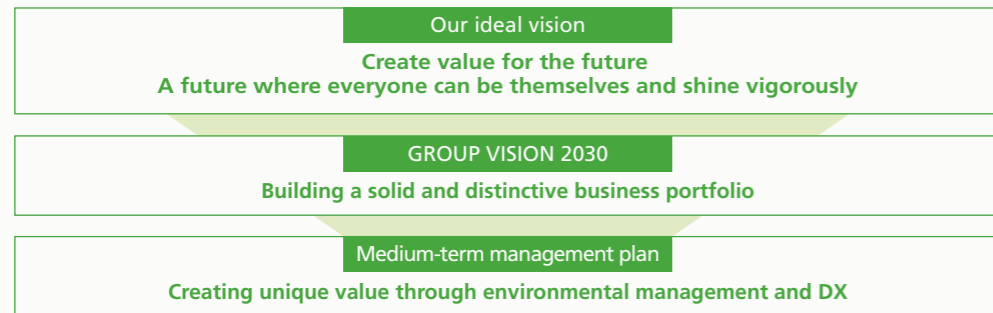 Our ideal vision
Create value for the future
A future where everyone can be themselves and shine vigorously
GROUP VISION 2030
Building a solid and distinctive business portfolio
Medium-term management plan
Creating unique value through environmental management and DX